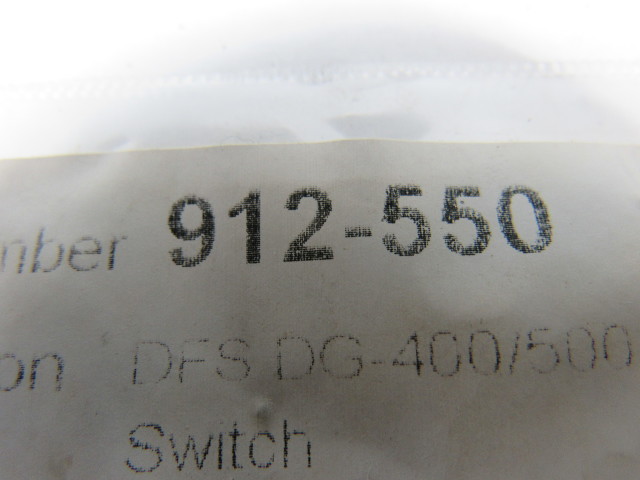 mber 912-550
on DFS DG-400/500
Switch